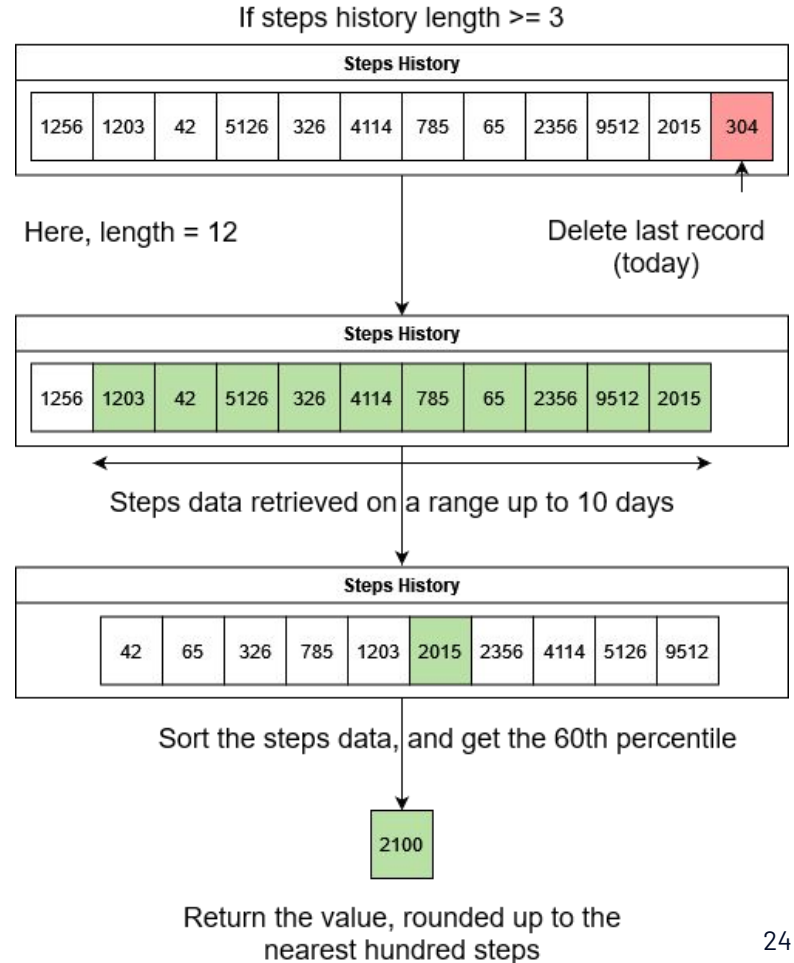 If steps history length >= 3
Steps History
1256 1203 42 5126 326 4114 785 65 2356 9512 2015 304
Here, length = 12
Delete last record
(today)
Steps History
1256 1203 42 5126 326 4114 785 65 2356 9512 2015
Steps data retrieved on a range up to 10 days
Steps History
42 65 326 785 1203 2015 2356 4114 5126 9512
Sort the steps data, and get the 60th percentile
2100
Return the value, rounded up to the
nearest hundred steps
24